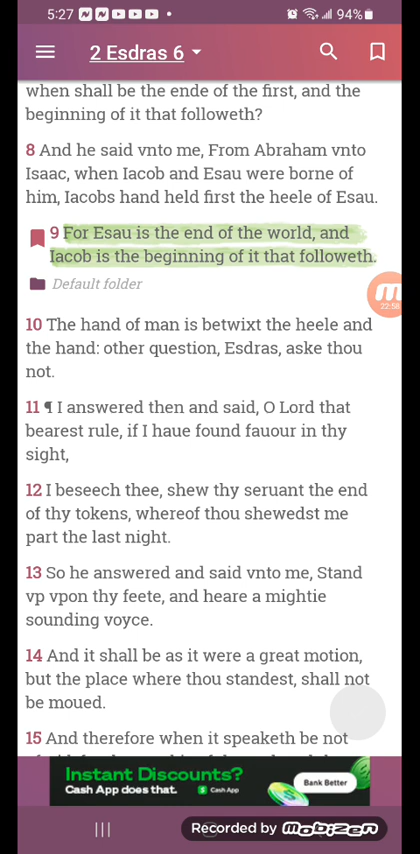 5:27
94%
2 Esdras 6
when shall be the ende of the first, and the
beginning of it that followeth?
8 And he said vnto me, From Abraham vnto
Isaac, when Iacob and Esau were borne of
him, Iacobs hand held first the heele of Esau.
9 For Esau is the end of the world, and
Iacob is the beginning of it that followeth.
Default folder
22:58
10 The hand of man is betwixt the heele and
the hand: other question, Esdras, aske thou
not.
11 ¶ I answered then and said, O Lord that
bearest rule, if I haue found fauour in thy
sight,
12 I beseech thee, shew thy seruant the end
of thy tokens, whereof thou shewedst me
part the last night.
13 So he answered and said vnto me, Stand
vp vpon thy feete, and heare a mightie
sounding voyce.
14 And it shall be as it were a great motion,
but the place where thou standest, shall not
be moued.
15 And therefore when it speaketh be not
Instant Discounts?
Cash App does that.
Cash App
Bank Better
Recorded by mobizen